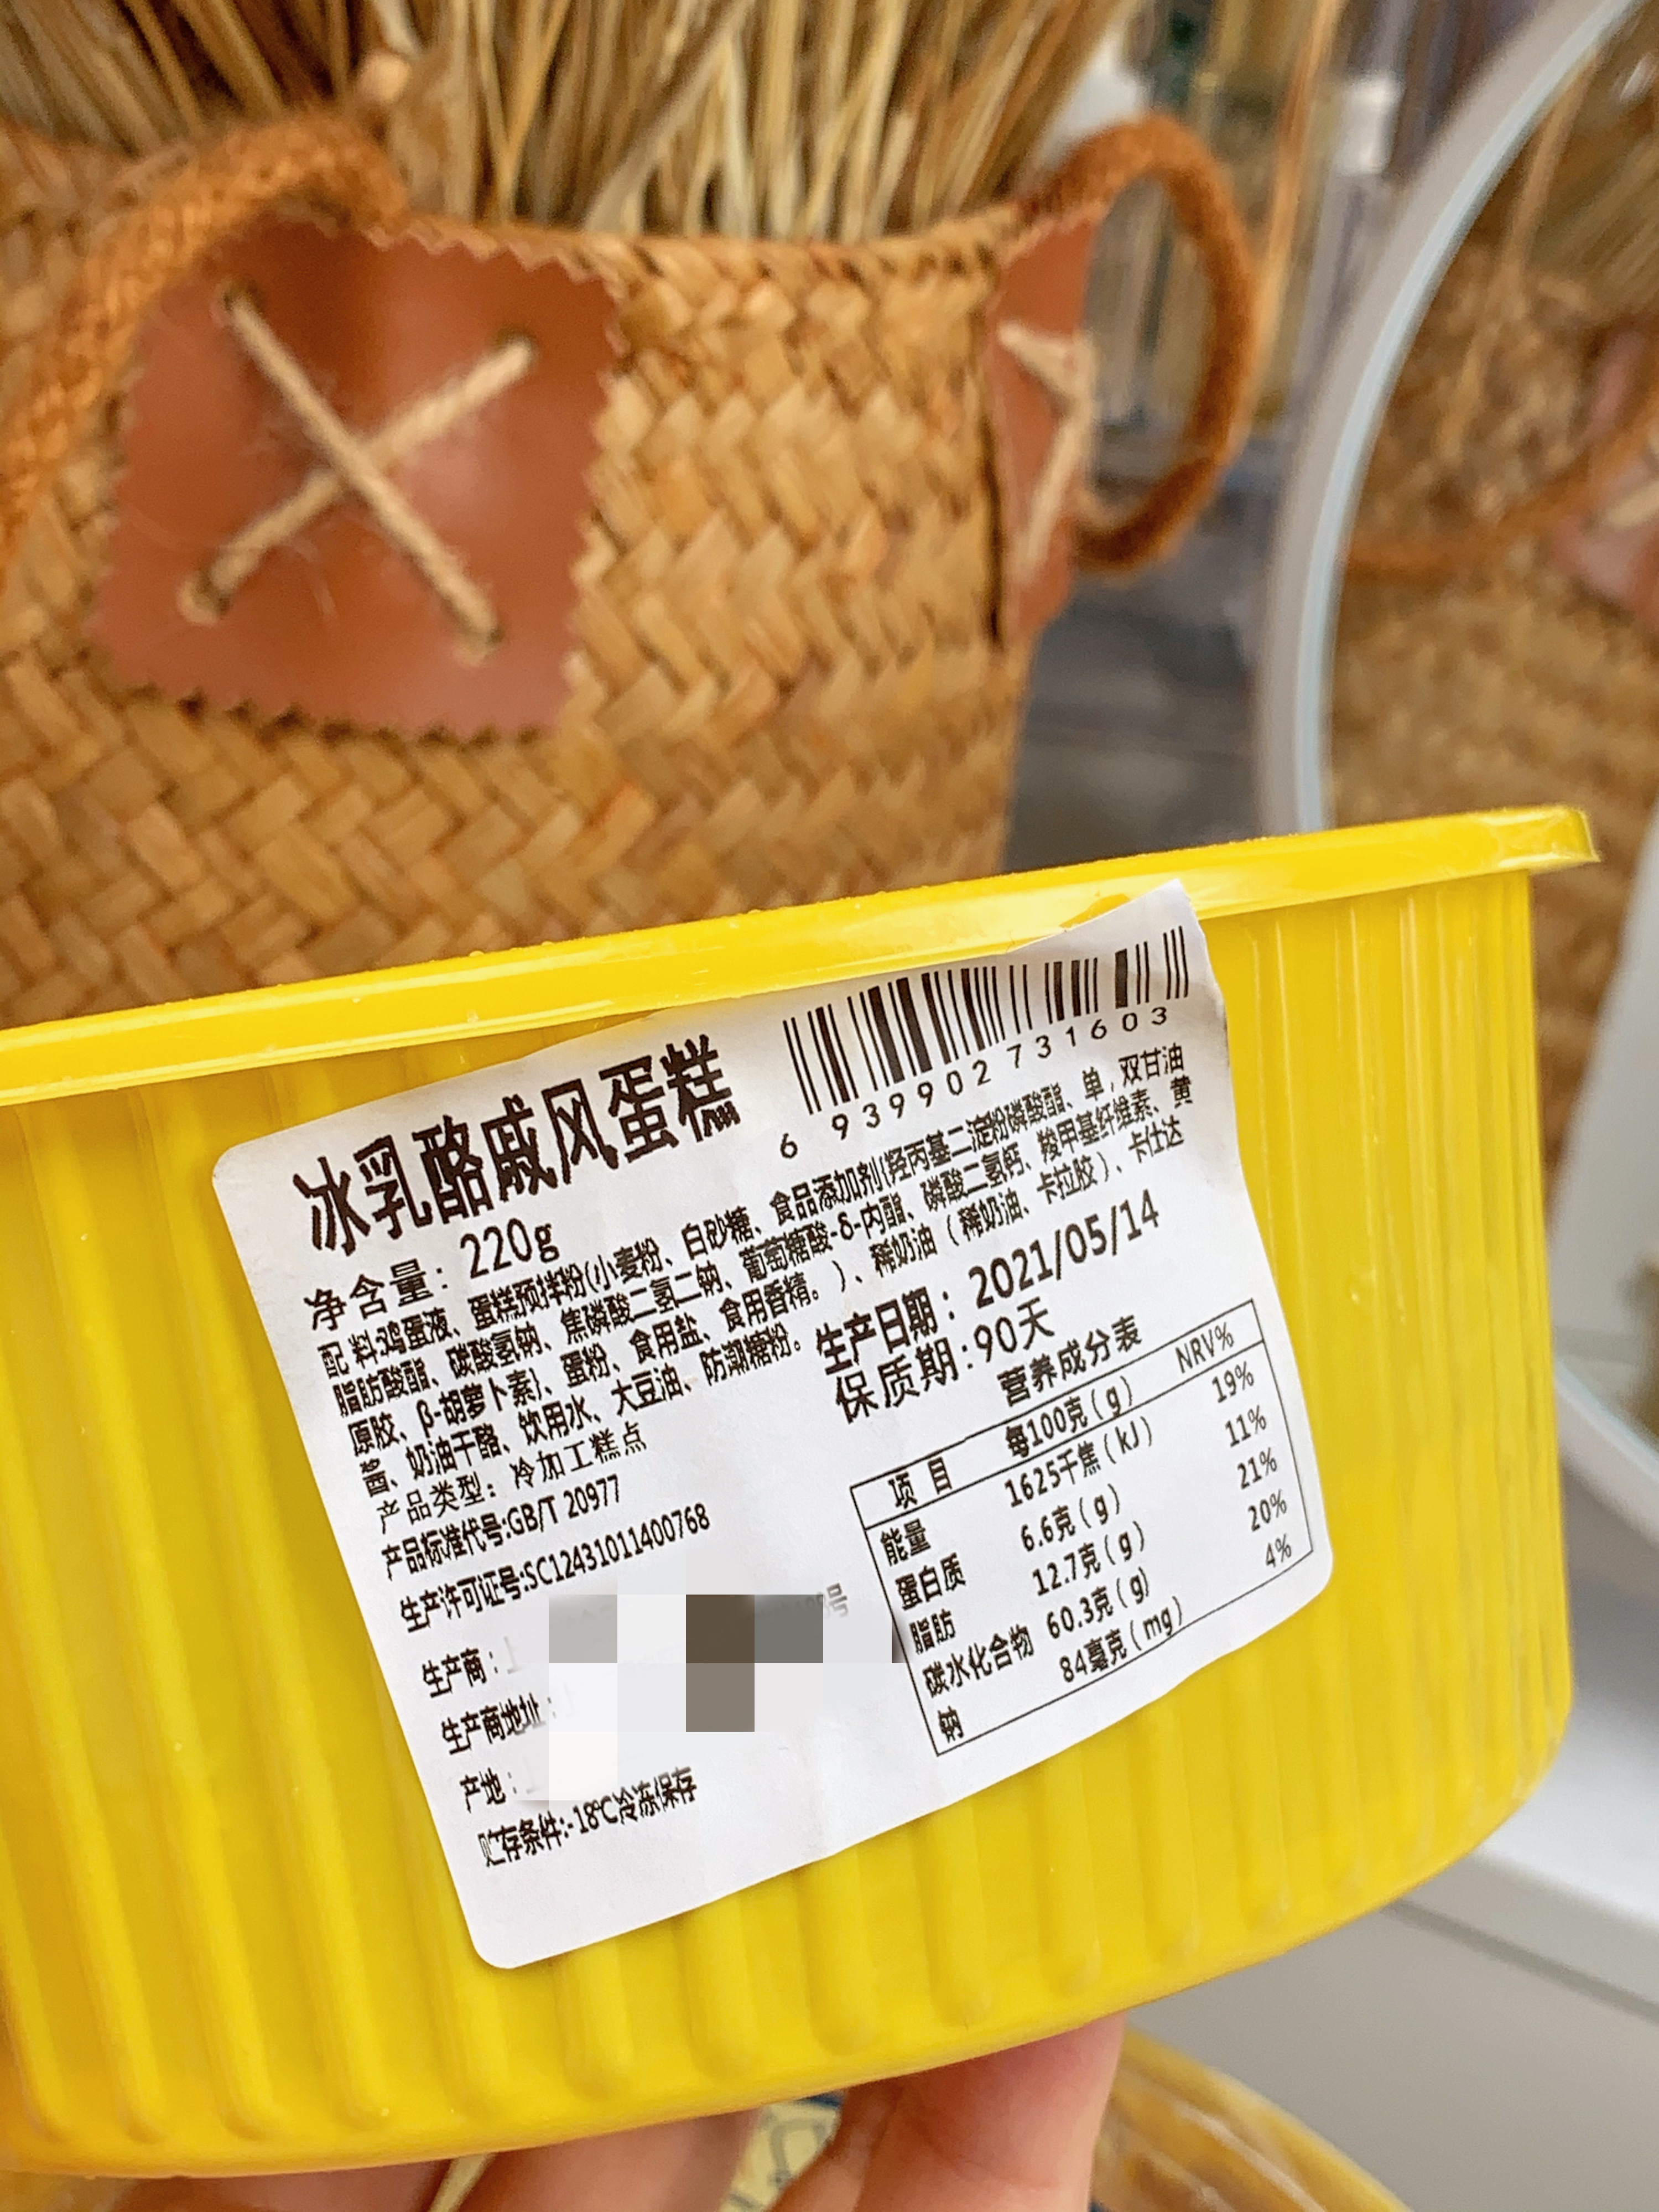 冰乳酪戚风蛋糕
6 939902 731603
净含量：220g
配料:鸡蛋液、蛋糕预拌粉(小麦粉、白砂糖、食品添加剂(羟丙基二淀粉磷酸酯、单，双甘油
脂肪酸酯、碳酸氢钠、焦磷酸二氢二钠、葡萄糖酸-δ-内酯、磷酸二氢钙、羧甲基纤维素、黄
原胶、β-胡萝卜素)、蛋粉、食用盐、食用香精。)、稀奶油（稀奶油、卡拉胶）、卡仕达
酱、奶油干酪、饮用水、大豆油、防潮糖粉。
产品类型：冷加工糕点
产品标准代号:GB/T 20977
生产许可证号:SC12431011400768
生产商：
生产商地址：
产地：
贮存条件:-18℃冷冻保存
生产日期：2021/05/14
保质期:90天
营养成分表
项目 每100克(g) NRV%
能量 1625千焦(kJ) 19%
蛋白质 6.6克(g) 11%
脂肪 12.7克(g) 21%
碳水化合物 60.3克(g) 20%
钠 84毫克(mg) 4%